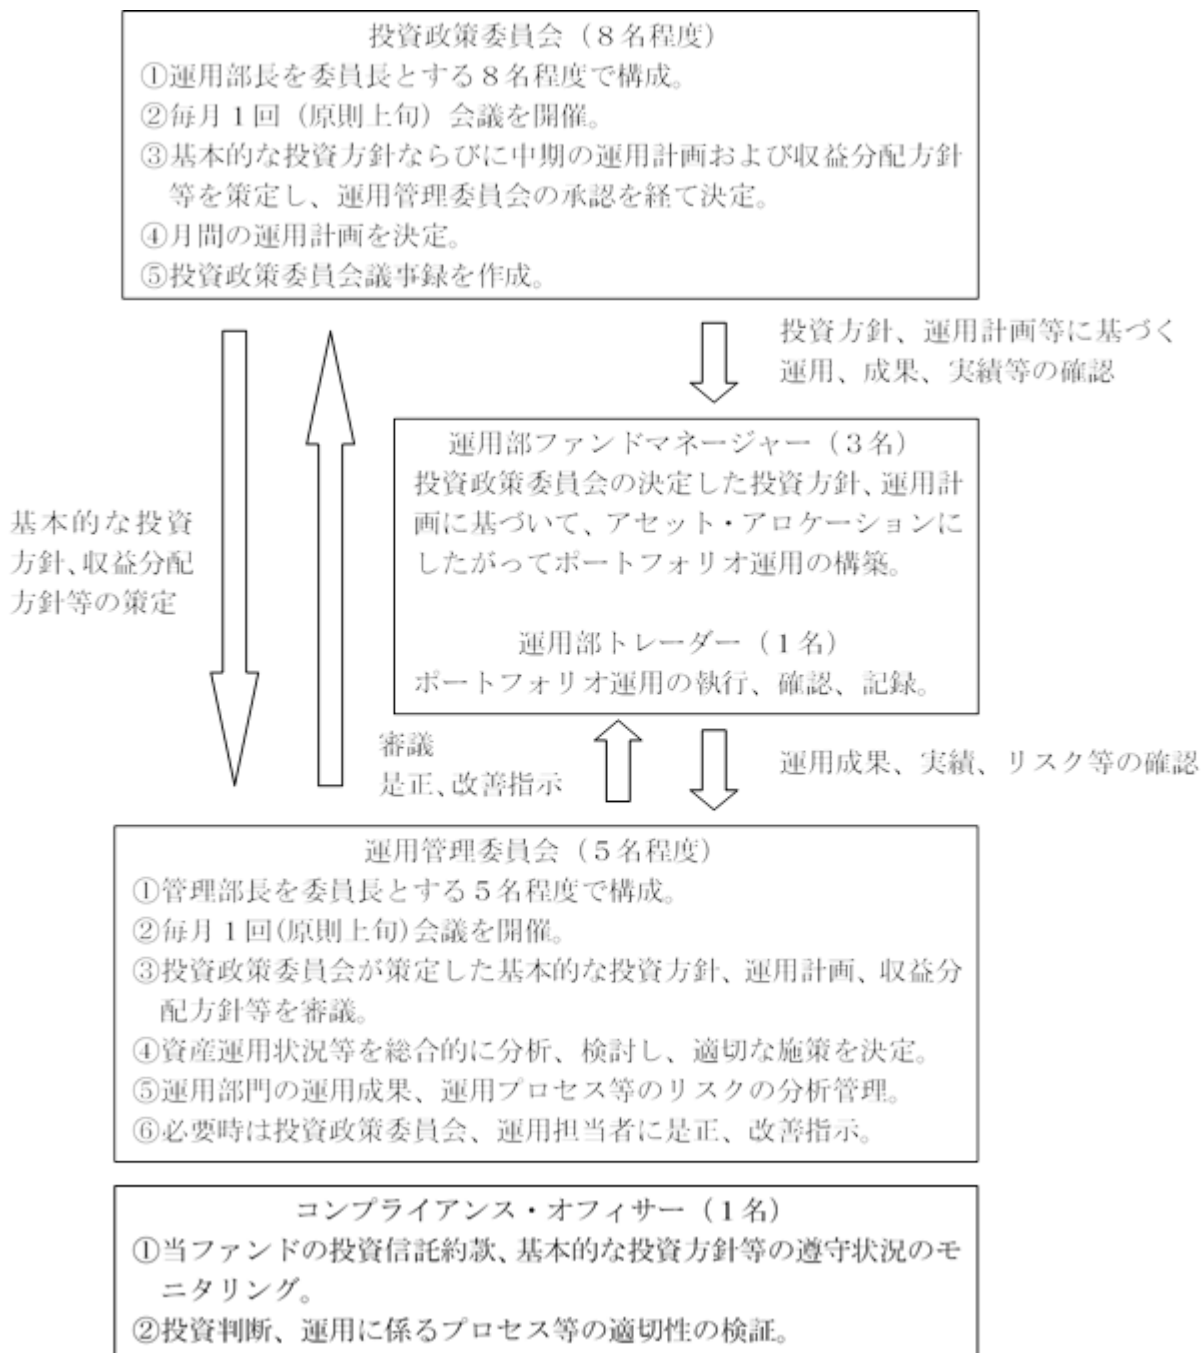 投資政策委員会（８名程度）
①運用部長を委員長とする８名程度で構成。
②毎月１回（原則上旬）会議を開催。
③基本的な投資方針ならびに中期の運用計画および収益分配方針
等を策定し、運用管理委員会の承認を経て決定。
④月間の運用計画を決定。
⑤投資政策委員会議事録を作成。
投資方針、運用計画等に基づく
運用、成果、実績等の確認
運用部ファンドマネージャー（３名）
投資政策委員会の決定した投資方針、運用計
画に基づいて、アセット・アロケーションに
したがってポートフォリオ運用の構築。
運用部トレーダー（１名）
ポートフォリオ運用の執行、確認、記録。
基本的な投資
方針、収益分配
方針等の策定
審議
是正、改善指示
運用成果、実績、リスク等の確認
運用管理委員会（５名程度）
①管理部長を委員長とする５名程度で構成。
②毎月１回(原則上旬)会議を開催。
③投資政策委員会が策定した基本的な投資方針、運用計画、収益分
配方針等を審議。
④資産運用状況等を総合的に分析、検討し、適切な施策を決定。
⑤運用部門の運用成果、運用プロセス等のリスクの分析管理。
⑥必要時は投資政策委員会、運用担当者に是正、改善指示。
コンプライアンス・オフィサー（１名）
①当ファンドの投資信託約款、基本的な投資方針等の遵守状況のモ
ニタリング。
②投資判断、運用に係るプロセス等の適切性の検証。